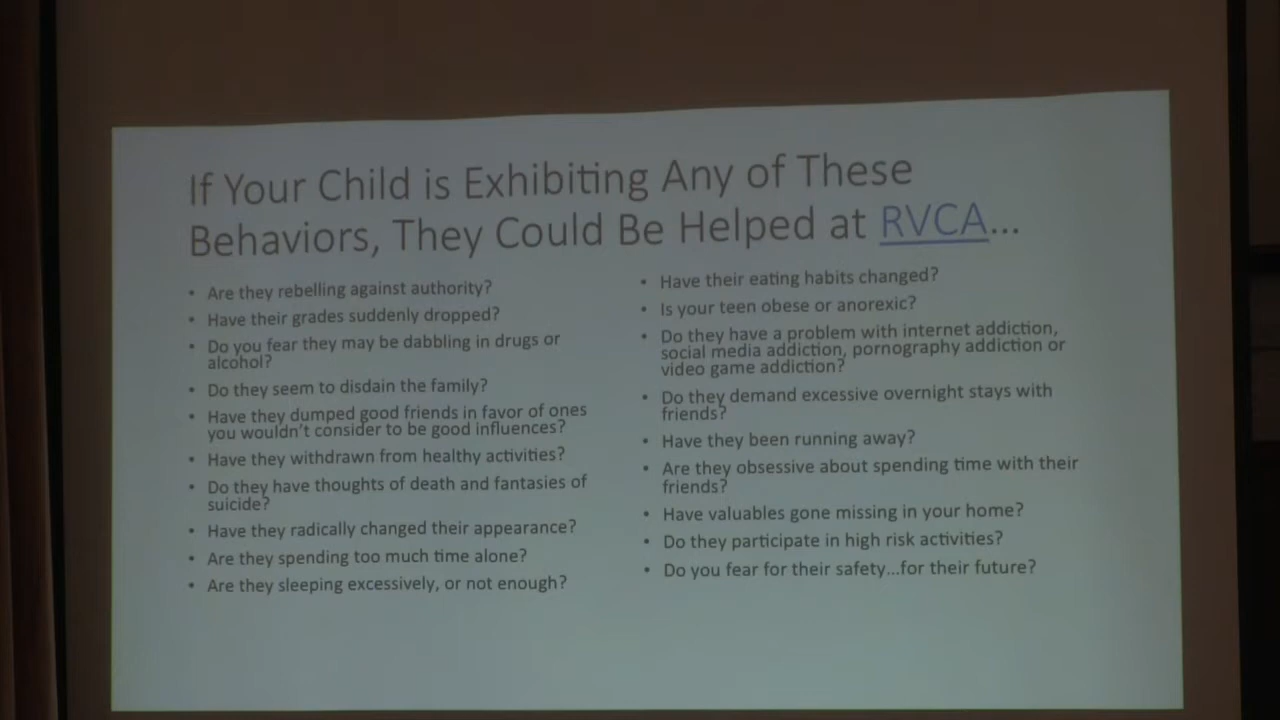 If Your Child is Exhibiting Any of These
Behaviors, They Could Be Helped at RVCA...
• Are they rebelling against authority?
• Have their grades suddenly dropped?
• Do you fear they may be dabbling in drugs or
alcohol?
• Do they seem to disdain the family?
• Have they dumped good friends in favor of ones
you wouldn't consider to be good influences?
• Have they withdrawn from healthy activities?
• Do they have thoughts of death and fantasies of
suicide?
• Have they radically changed their appearance?
• Are they spending too much time alone?
• Are they sleeping excessively, or not enough?
• Have their eating habits changed?
• Is your teen obese or anorexic?
• Do they have a problem with internet addiction,
social media addiction, pornography addiction or
video game addiction?
• Do they demand excessive overnight stays with
friends?
• Have they been running away?
• Are they obsessive about spending time with their
friends?
• Have valuables gone missing in your home?
• Do they participate in high risk activities?
• Do you fear for their safety...for their future?